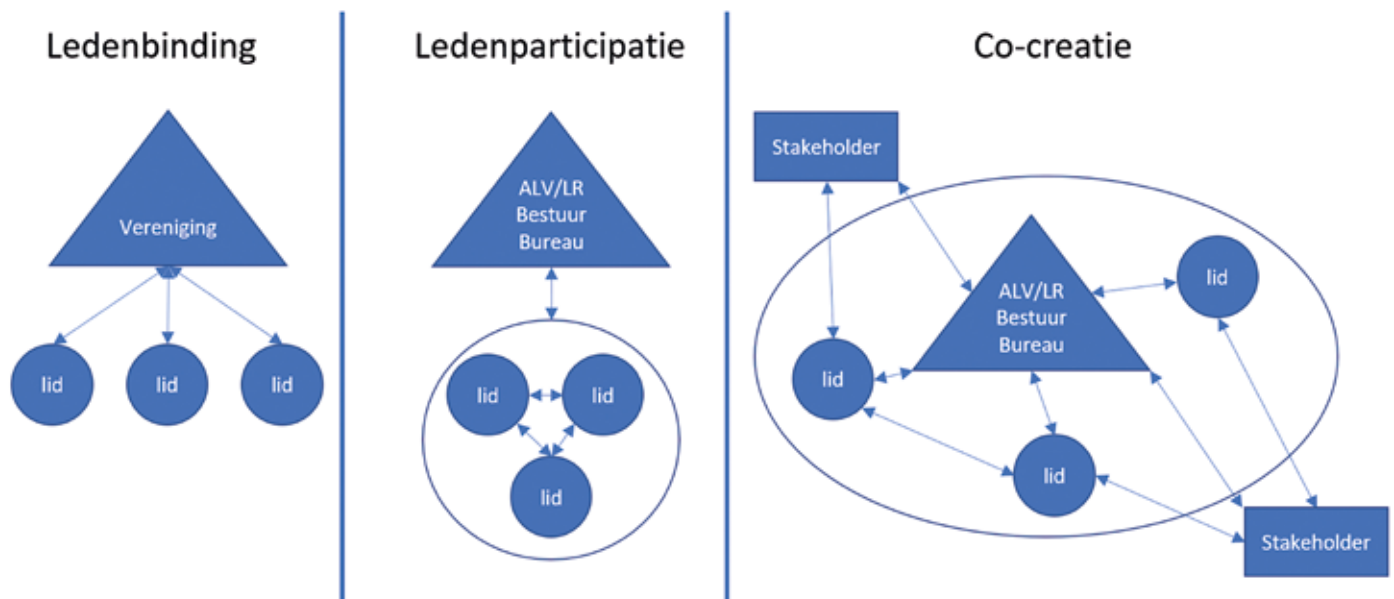 Ledenbinding
Vereniging
lid
lid
lid
Ledenparticipatie
ALV/LR
Bestuur
Bureau
lid
lid
lid
Co-creatie
Stakeholder
ALV/LR
Bestuur
Bureau
lid
lid
lid
Stakeholder